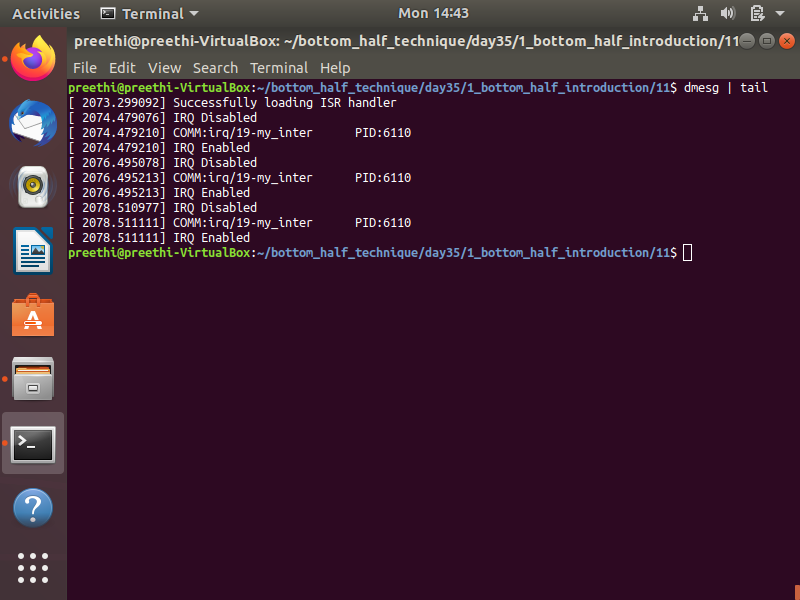 Activities Terminal Mon 14:43
preethi@preethi-VirtualBox: ~/bottom_half_technique/day35/1_bottom_half_introduction/11
File Edit View Search Terminal Help
preethi@preethi-VirtualBox:~/bottom_half_technique/day35/1_bottom_half_introduction/11$ dmesg | tail
[ 2073.299092] Successfully loading ISR handler
[ 2074.479076] IRQ Disabled
[ 2074.479210] COMM:irq/19-my_inter      PID:6110
[ 2074.479210] IRQ Enabled
[ 2076.495078] IRQ Disabled
[ 2076.495213] COMM:irq/19-my_inter      PID:6110
[ 2076.495213] IRQ Enabled
[ 2078.510977] IRQ Disabled
[ 2078.511111] COMM:irq/19-my_inter      PID:6110
[ 2078.511111] IRQ Enabled
preethi@preethi-VirtualBox:~/bottom_half_technique/day35/1_bottom_half_introduction/11$